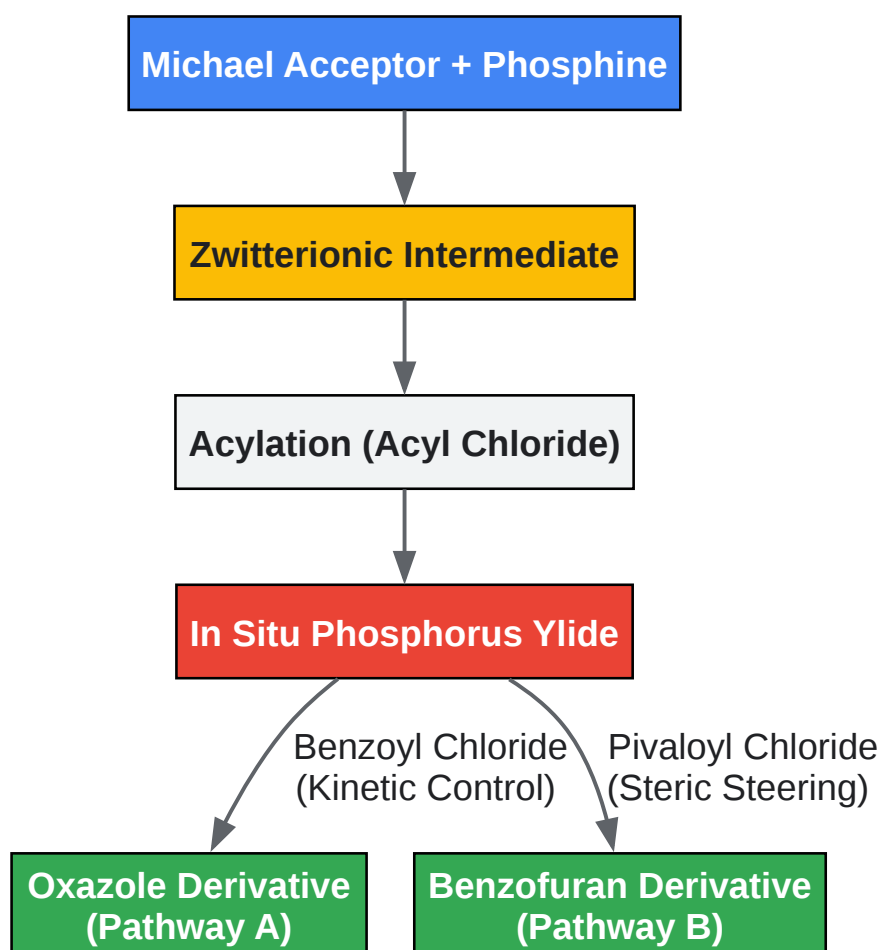 Michael Acceptor + Phosphine
Zwitterionic Intermediate
Acylation (Acyl Chloride)
In Situ Phosphorus Ylide
Benzoyl Chloride
(Kinetic Control)
Pivaloyl Chloride
(Steric Steering)
Oxazole Derivative
(Pathway A)
Benzofuran Derivative
(Pathway B)